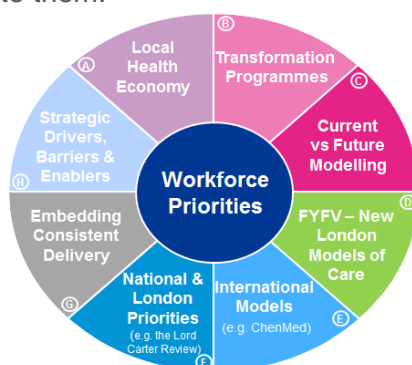 to them.
A
Local
Health
Economy
B
Transformation
Programmes
C
Current
vs Future
Modelling
D
FYFV – New
London
Models of
Care
E
International
Models
(e.g. ChenMed)
F
National &
London
Priorities
(e.g. the Lord
Carter Review)
G
Embedding
Consistent
Delivery
H
Strategic
Drivers,
Barriers &
Enablers
Workforce
Priorities